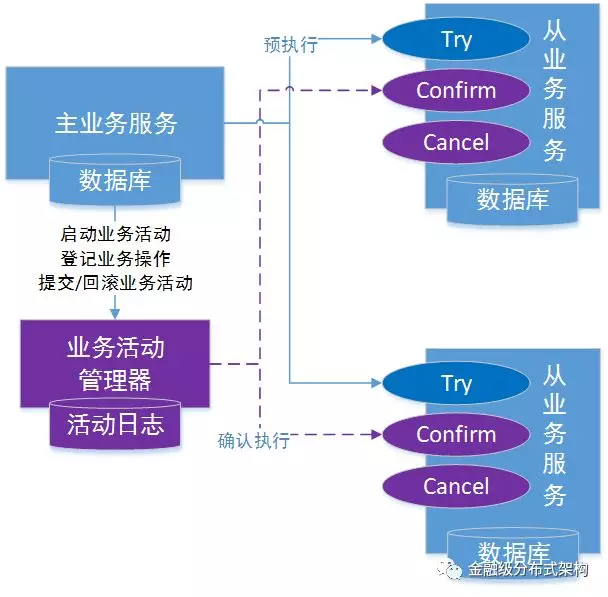 预执行
Try
Confirm
Cancel
从业务服务
数据库
主业务服务
数据库
启动业务活动
登记业务操作
提交/回滚业务活动
业务活动
管理器
活动日志
确认执行
Try
Confirm
Cancel
从业务服务
数据库
金融级分布式架构